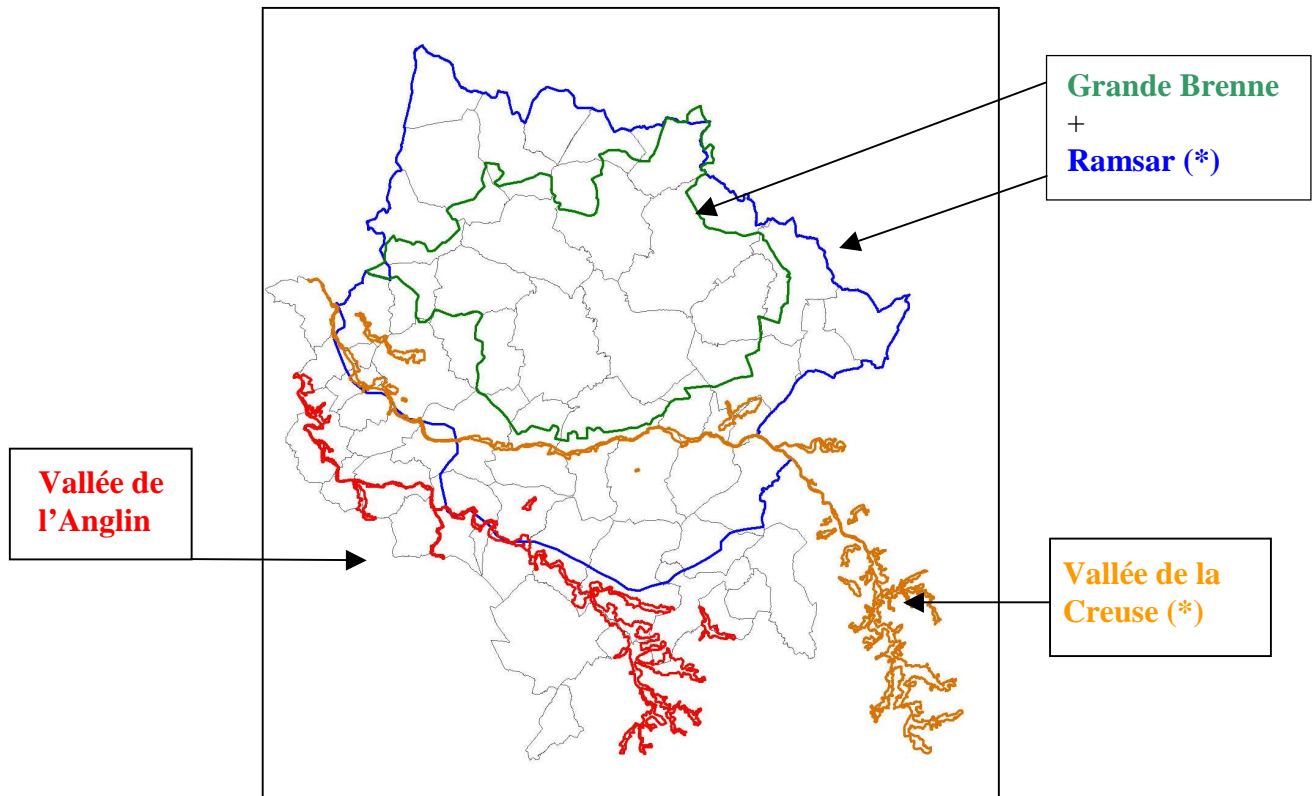 Grande Brenne
+
Ramsar (*)
Vallée de
l’Anglin
Vallée de la
Creuse (*)